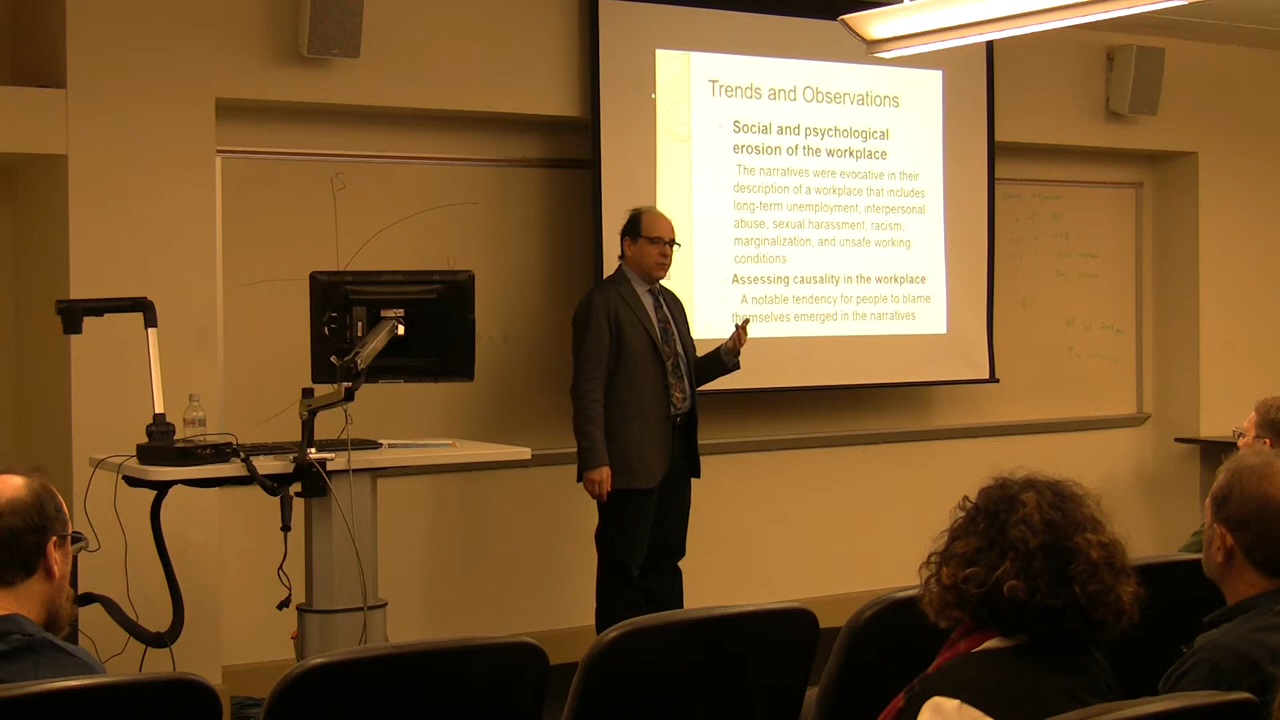 Trends and Observations
Social and psychological
erosion of the workplace
The narratives were evocative in their
description of a workplace that includes
long-term unemployment, interpersonal
abuse, sexual harassment, racism,
marginalization, and unsafe working
conditions.
Assessing causality in the workplace
A notable tendency for people to blame
themselves emerged in the narratives
S